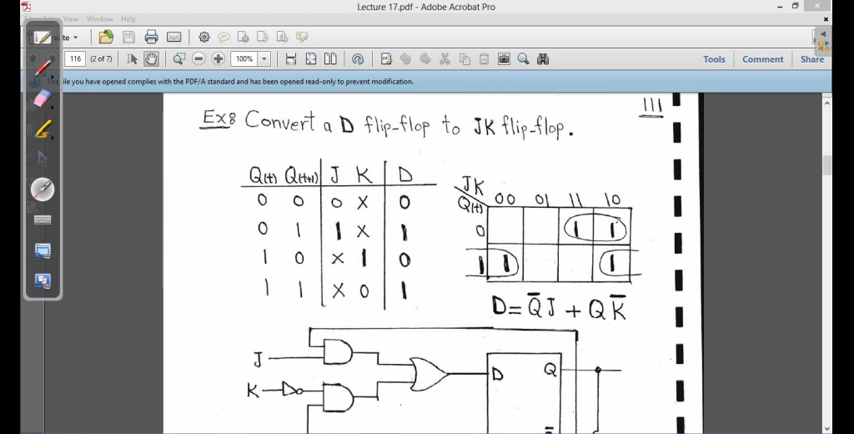 Lecture 17.pdf - Adobe Acrobat Pro
View Window Help
116 (2 of 7) 100% Tools Comment Share
file you have opened complies with the PDF/A standard and has been opened read-only to prevent modification.
111
Ex: Convert a D flip-flop to JK flip-flop.
Q(t) Q(t+1) J K D
0 0 0 X 0
0 1 1 X 1
1 0 X 1 0
1 1 X 0 1
JK
Q(t) 00 01 11 10
0 1 1
1 1 1
D = Q̅ J + Q K̅
J
K
D Q